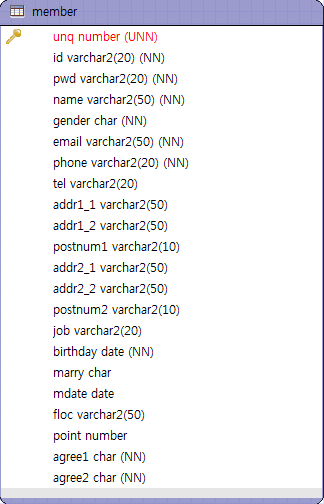 member
unq number (UNN)
id varchar2(20) (NN)
pwd varchar2(20) (NN)
name varchar2(50) (NN)
gender char (NN)
email varchar2(50) (NN)
phone varchar2(20) (NN)
tel varchar2(20)
addr1_1 varchar2(50)
addr1_2 varchar2(50)
postnum1 varchar2(10)
addr2_1 varchar2(50)
addr2_2 varchar2(50)
postnum2 varchar2(10)
job varchar2(20)
birthday date (NN)
marry char
mdate date
floc varchar2(50)
point number
agree1 char (NN)
agree2 char (NN)